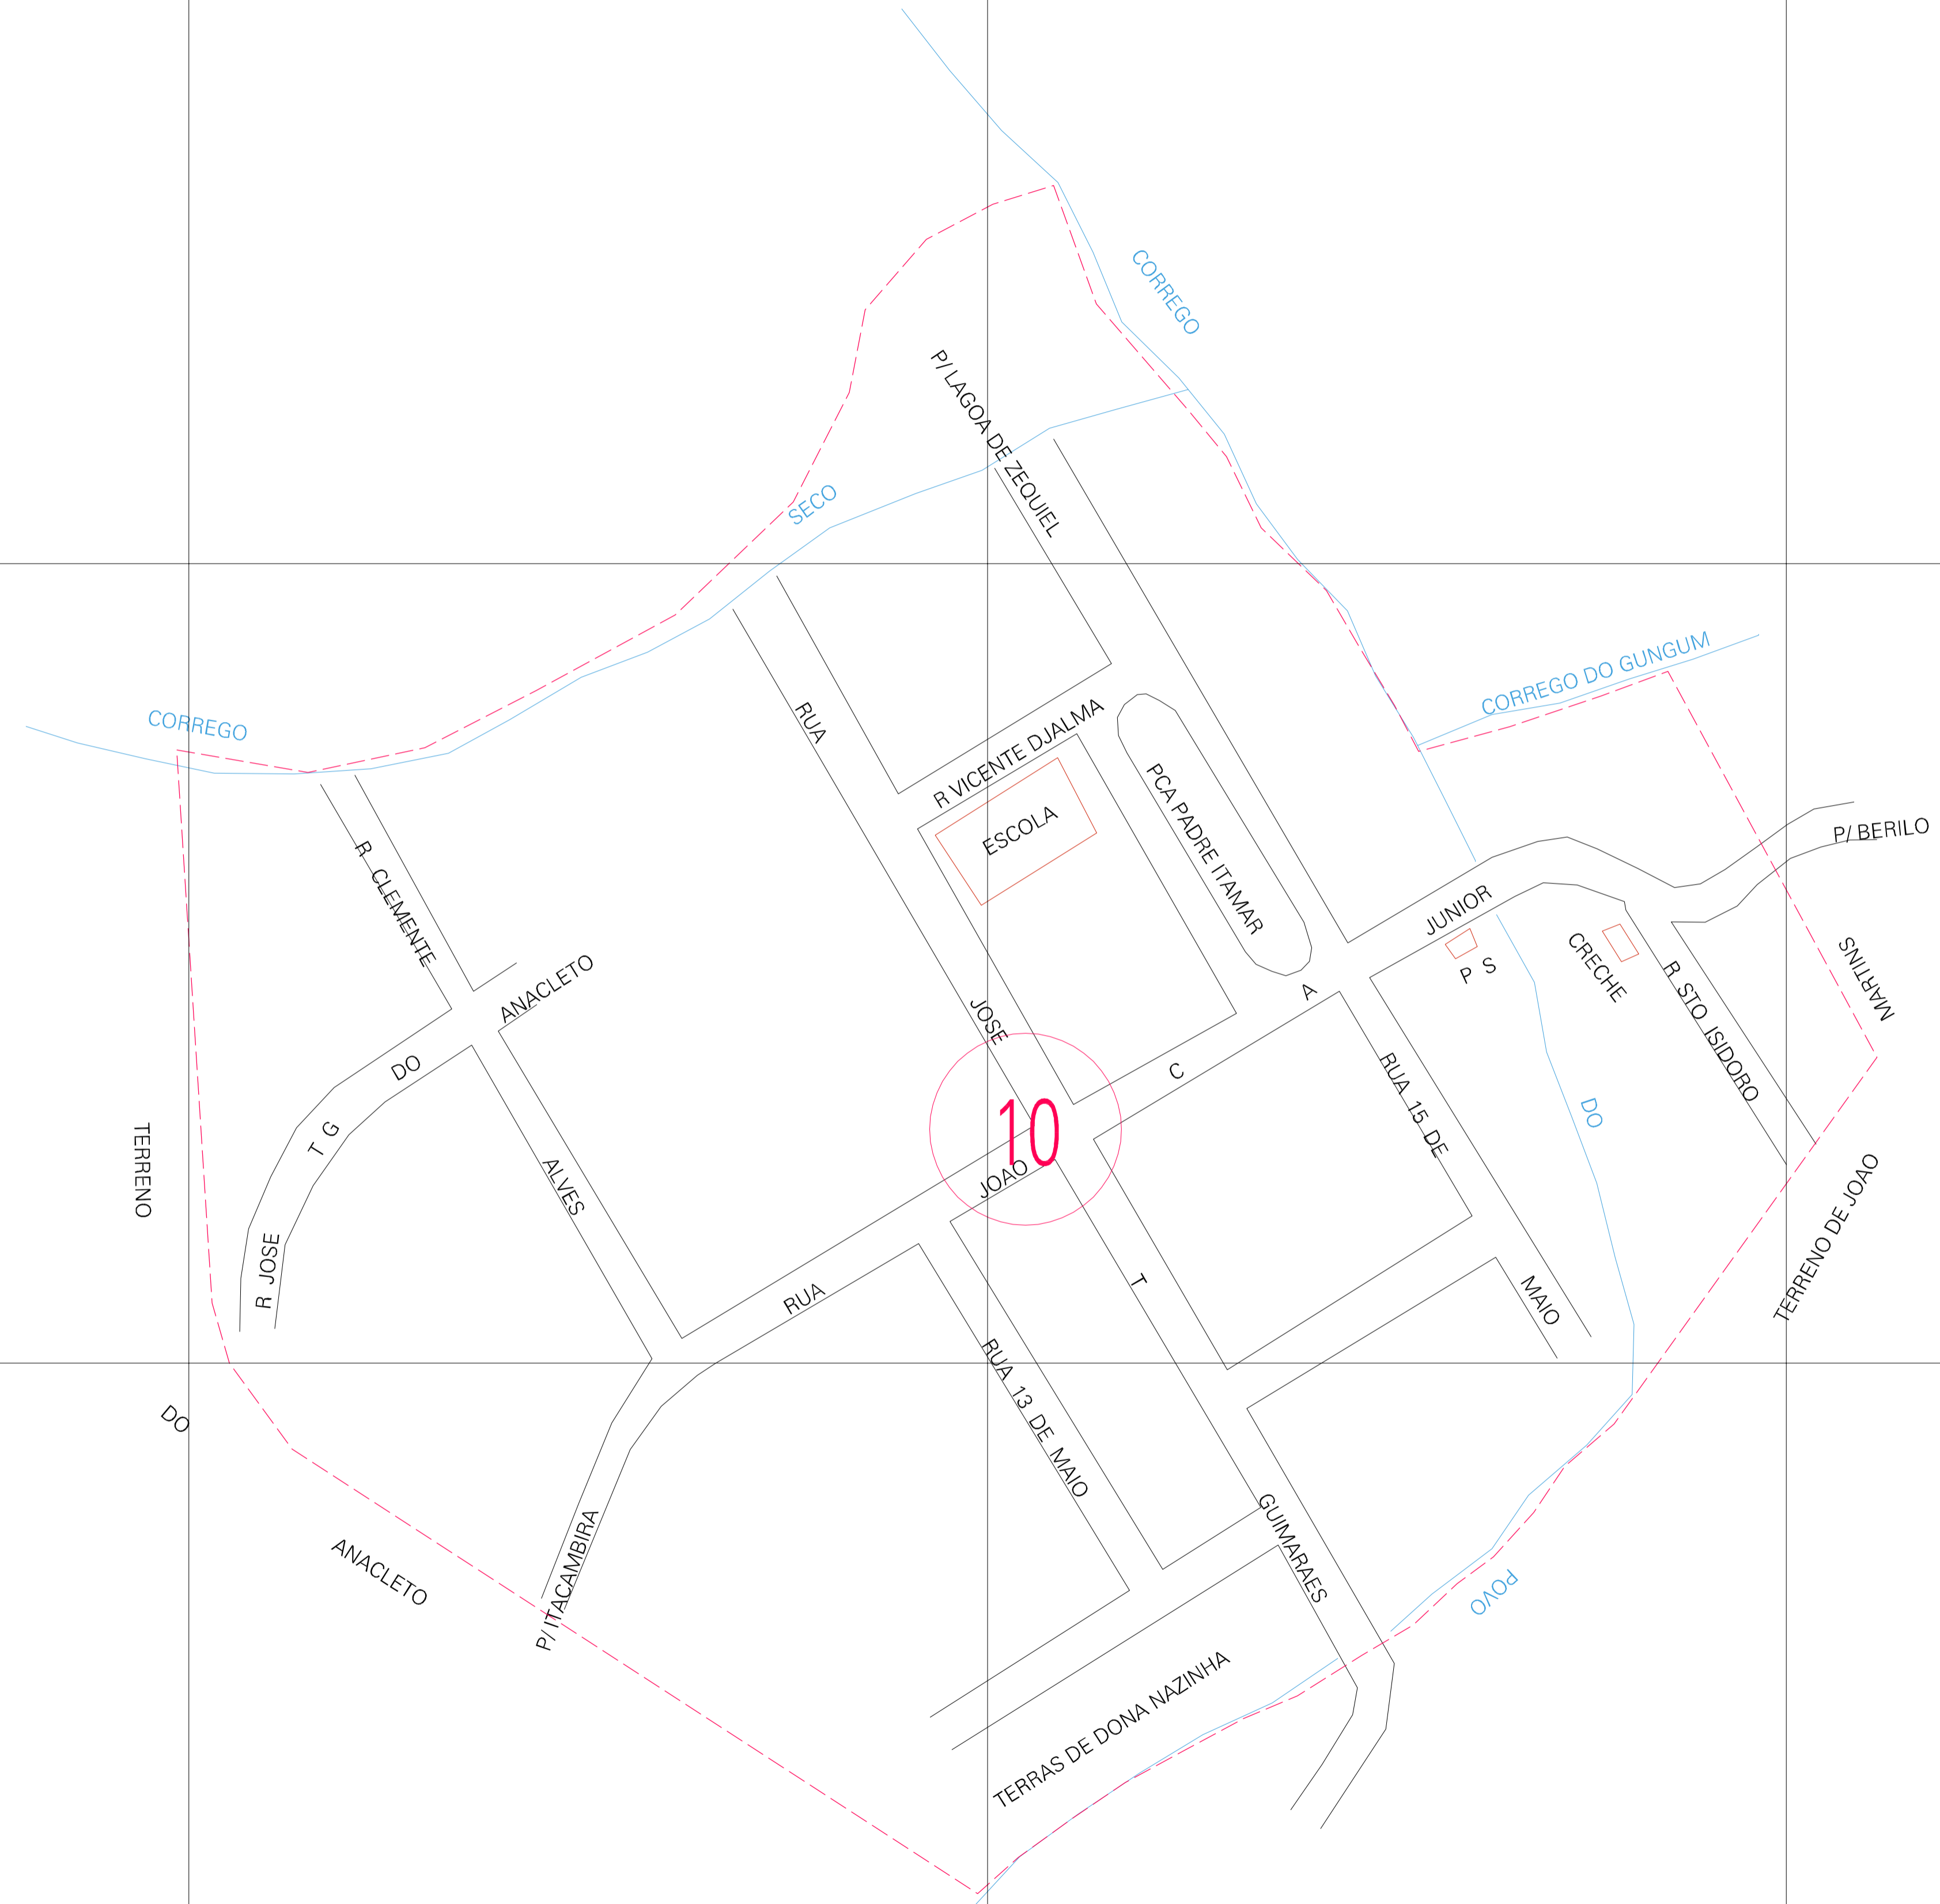 CORREGO
P/ LAGOA DE ZEQUIEL
SECO
CORREGO DO GUNGUM
CORREGO
RUA
R VICENTE DJALMA
ESCOLA
PCA PADRE ITAMAR
P/ BERILO
JUNIOR
R CLEMENTE
ANACLETO
P S
CRECHE
MARTINS
R STO ISIDORO
A
JOSE
DO
C
RUA 15 DE
DO
10
T G
TERRENO
JOAO
ALVES
TERRENO DE JOAO
R JOSE
RUA
T
MAIO
RUA 13 DE MAIO
DO
GUIMARAES
ANACLETO
P/ ITACAMBIRA
POVO
TERRAS DE DONA NAZINHA